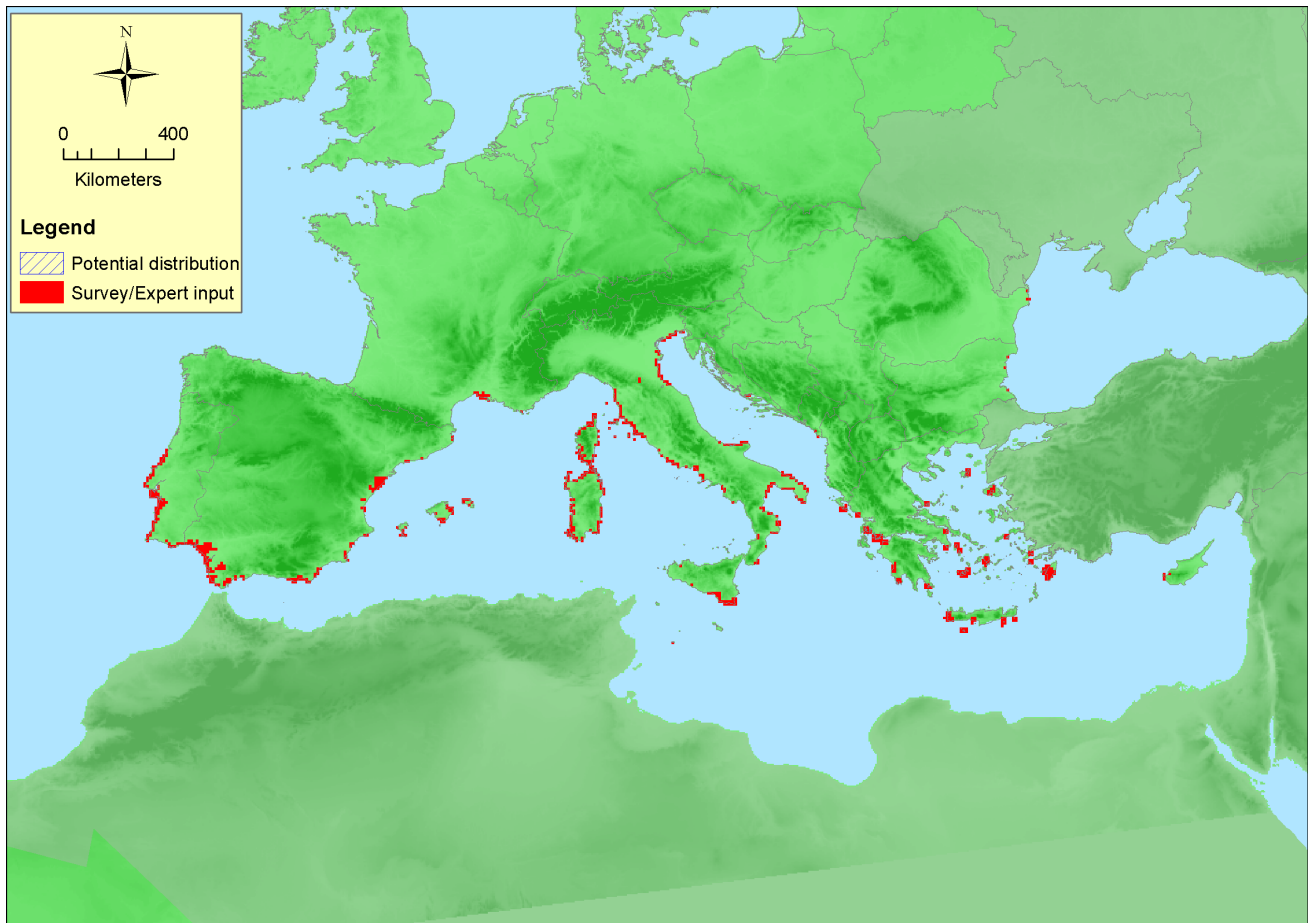 N
0 400
Kilometers
Legend
Potential distribution
Survey/Expert input